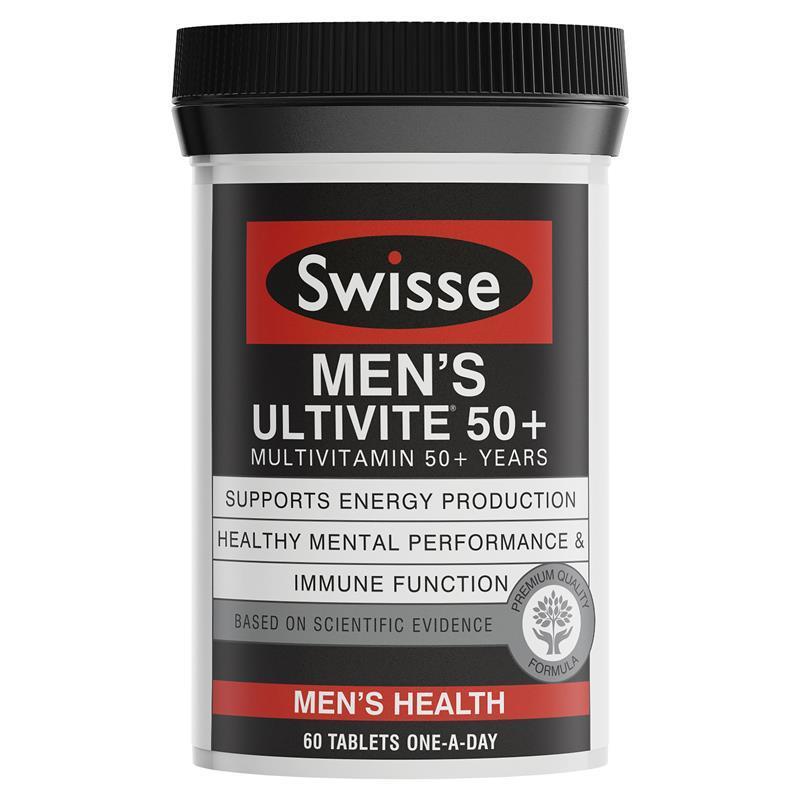 Swisse
MEN'S
ULTIVITE® 50+
MULTIVITAMIN 50+ YEARS
SUPPORTS ENERGY PRODUCTION
HEALTHY MENTAL PERFORMANCE &
IMMUNE FUNCTION
BASED ON SCIENTIFIC EVIDENCE
PREMIUM QUALITY
FORMULA
MEN'S HEALTH
60 TABLETS ONE-A-DAY